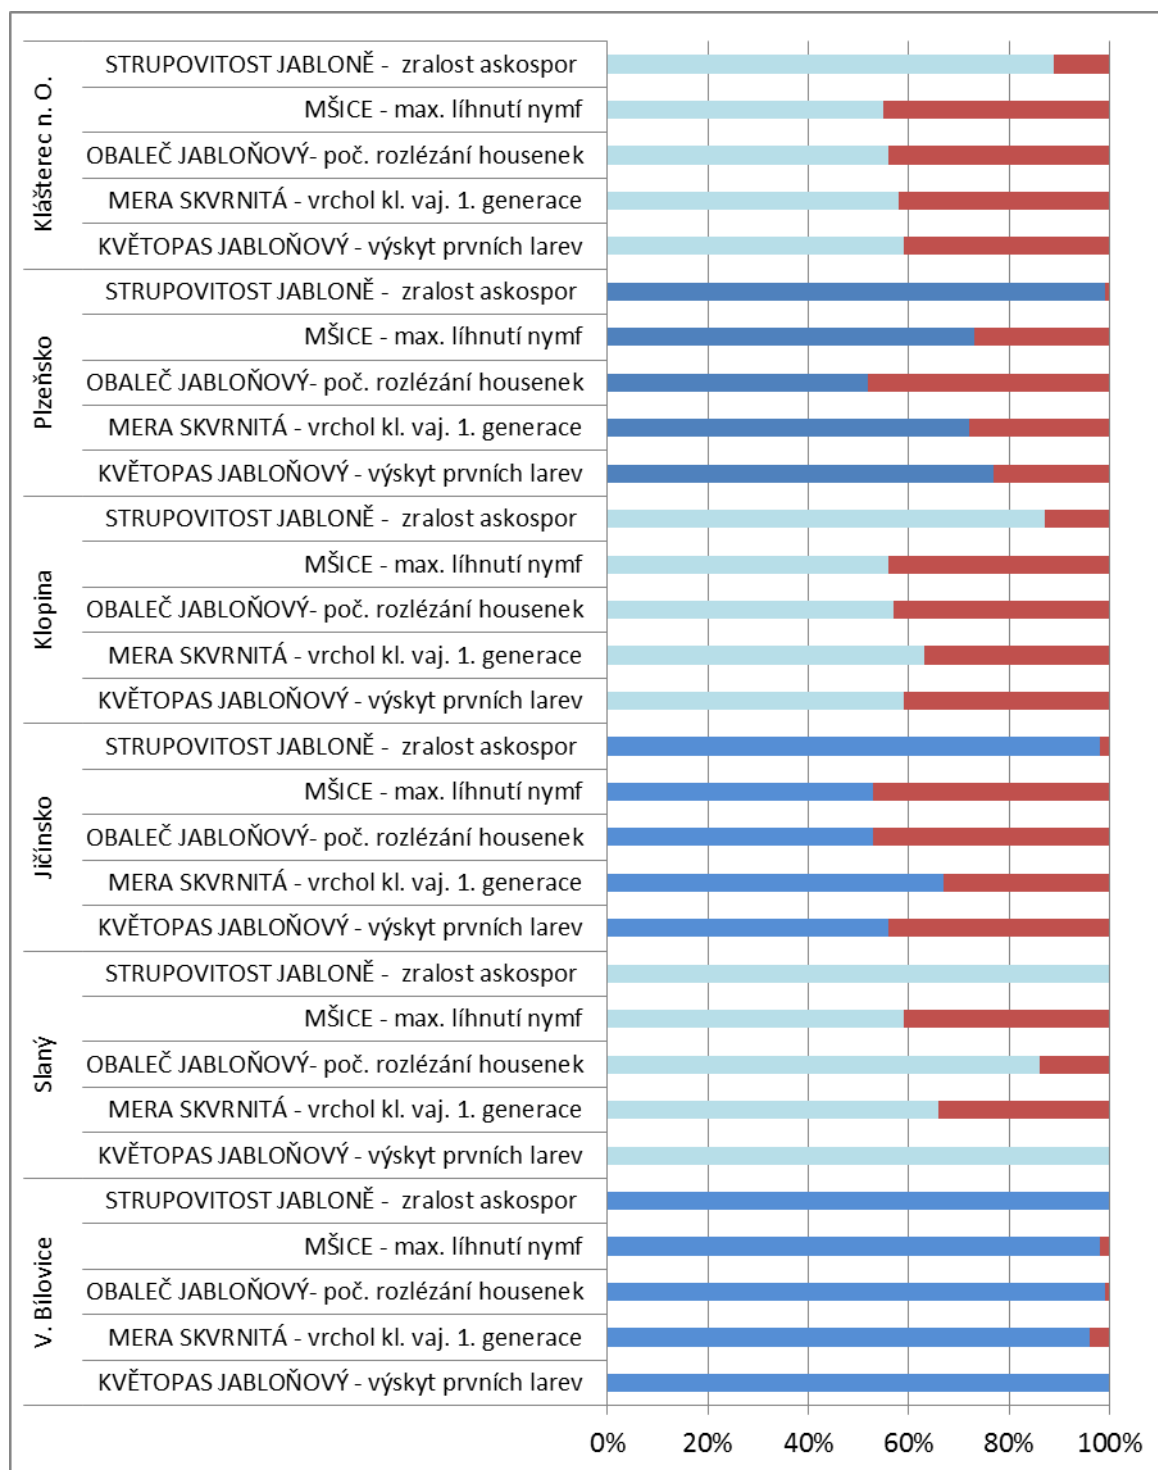 Klášterec n. O.
STRUPOVITOST JABLONĚ - zralost askospor
MŠICE - max. líhnutí nymf
OBALEČ JABLOŇOVÝ- poč. rozlézání housenek
MERA SKVRNITÁ - vrchol kl. vaj. 1. generace
KVĚTOPAS JABLOŇOVÝ - výskyt prvních larev
Plzeňsko
STRUPOVITOST JABLONĚ - zralost askospor
MŠICE - max. líhnutí nymf
OBALEČ JABLOŇOVÝ- poč. rozlézání housenek
MERA SKVRNITÁ - vrchol kl. vaj. 1. generace
KVĚTOPAS JABLOŇOVÝ - výskyt prvních larev
Klopina
STRUPOVITOST JABLONĚ - zralost askospor
MŠICE - max. líhnutí nymf
OBALEČ JABLOŇOVÝ- poč. rozlézání housenek
MERA SKVRNITÁ - vrchol kl. vaj. 1. generace
KVĚTOPAS JABLOŇOVÝ - výskyt prvních larev
Jičínsko
STRUPOVITOST JABLONĚ - zralost askospor
MŠICE - max. líhnutí nymf
OBALEČ JABLOŇOVÝ- poč. rozlézání housenek
MERA SKVRNITÁ - vrchol kl. vaj. 1. generace
KVĚTOPAS JABLOŇOVÝ - výskyt prvních larev
Slaný
STRUPOVITOST JABLONĚ - zralost askospor
MŠICE - max. líhnutí nymf
OBALEČ JABLOŇOVÝ- poč. rozlézání housenek
MERA SKVRNITÁ - vrchol kl. vaj. 1. generace
KVĚTOPAS JABLOŇOVÝ - výskyt prvních larev
V. Bílovice
STRUPOVITOST JABLONĚ - zralost askospor
MŠICE - max. líhnutí nymf
OBALEČ JABLOŇOVÝ- poč. rozlézání housenek
MERA SKVRNITÁ - vrchol kl. vaj. 1. generace
KVĚTOPAS JABLOŇOVÝ - výskyt prvních larev
0% 20% 40% 60% 80% 100%